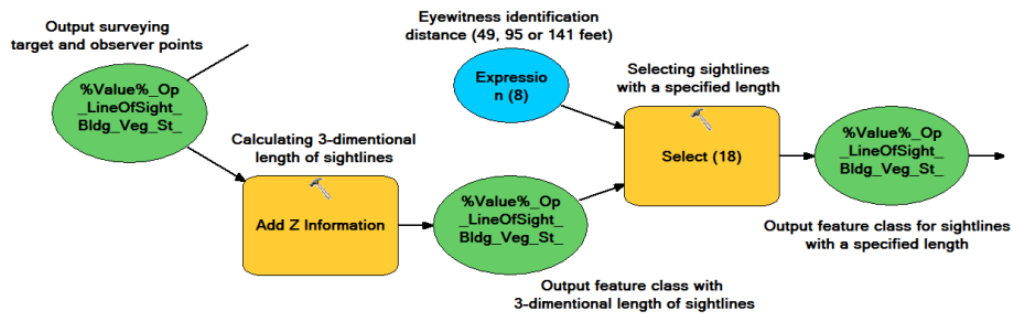 Output surveying
target and observer points
%Value%_Op
_LineOfSight_
Bldg_Veg_St_
Calculating 3-dimentional
length of sightlines
Add Z Information
Eyewitness identification
distance (49, 95 or 141 feet)
Expressio
n (8)
%Value%_Op
_LineOfSight_
Bldg_Veg_St_
Output feature class with
3-dimentional length of sightlines
Selecting sightlines
with a specified length
Select (18)
%Value%_Op
_LineOfSight_
Bldg_Veg_St_
Output feature class for sightlines
with a specified length